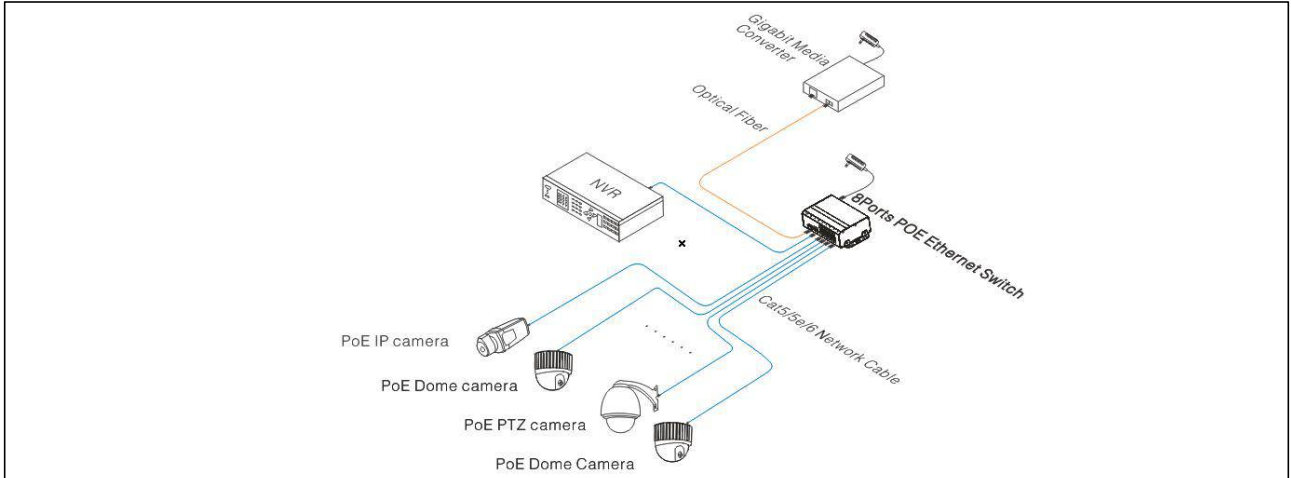 Gigabit Media
Converter
Optical Fiber
NVR
8Ports POE Ethernet Switch
Cat5/5e/6 Network Cable
PoE IP camera
PoE Dome camera
PoE PTZ camera
PoE Dome Camera